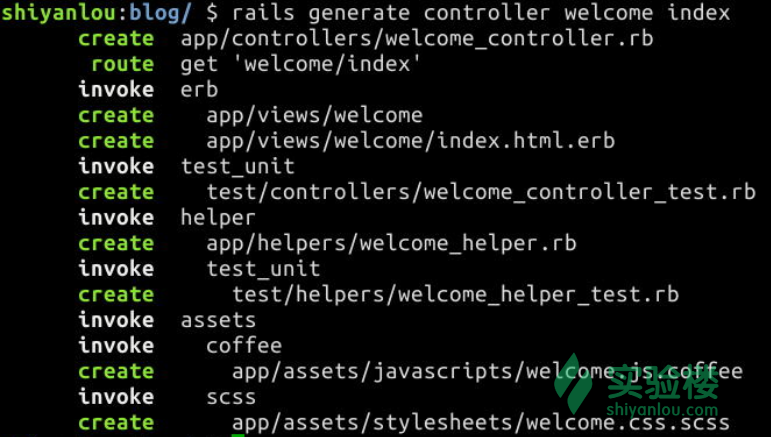 shiyanlou:blog/ $ rails generate controller welcome index
create app/controllers/welcome_controller.rb
route get 'welcome/index'
invoke erb
create app/views/welcome
create app/views/welcome/index.html.erb
invoke test_unit
create test/controllers/welcome_controller_test.rb
invoke helper
create app/helpers/welcome_helper.rb
invoke test_unit
create test/helpers/welcome_helper_test.rb
invoke assets
invoke coffee
create app/assets/javascripts/welcome.js.coffee
invoke scss
create app/assets/stylesheets/welcome.css.scss
实验楼
shiyanlou.com